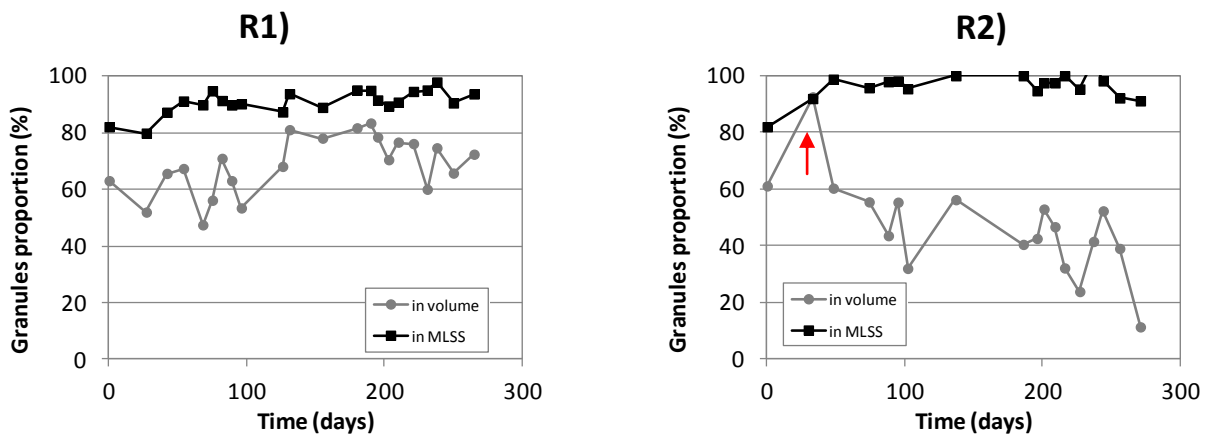 R1)
Granules proportion (%)
100
80
60
40
20
0
in volume
in MLSS
0 100 200 300
Time (days)
R2)
Granules proportion (%)
100
80
60
40
20
0
in volume
in MLSS
0 100 200 300
Time (days)